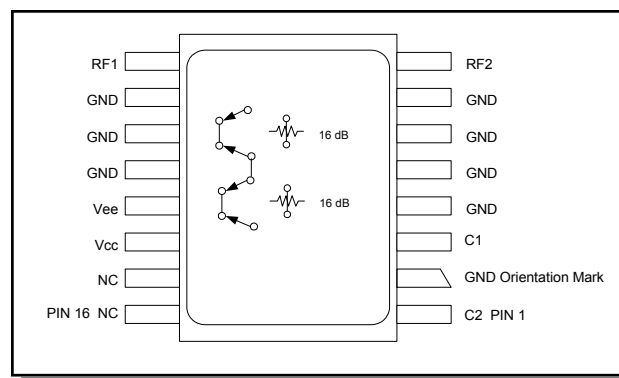 RF1
RF2
GND
GND
GND
16 dB
GND
GND
GND
16 dB
Vee
GND
Vcc
C1
NC
GND Orientation Mark
PIN 16 NC
C2 PIN 1